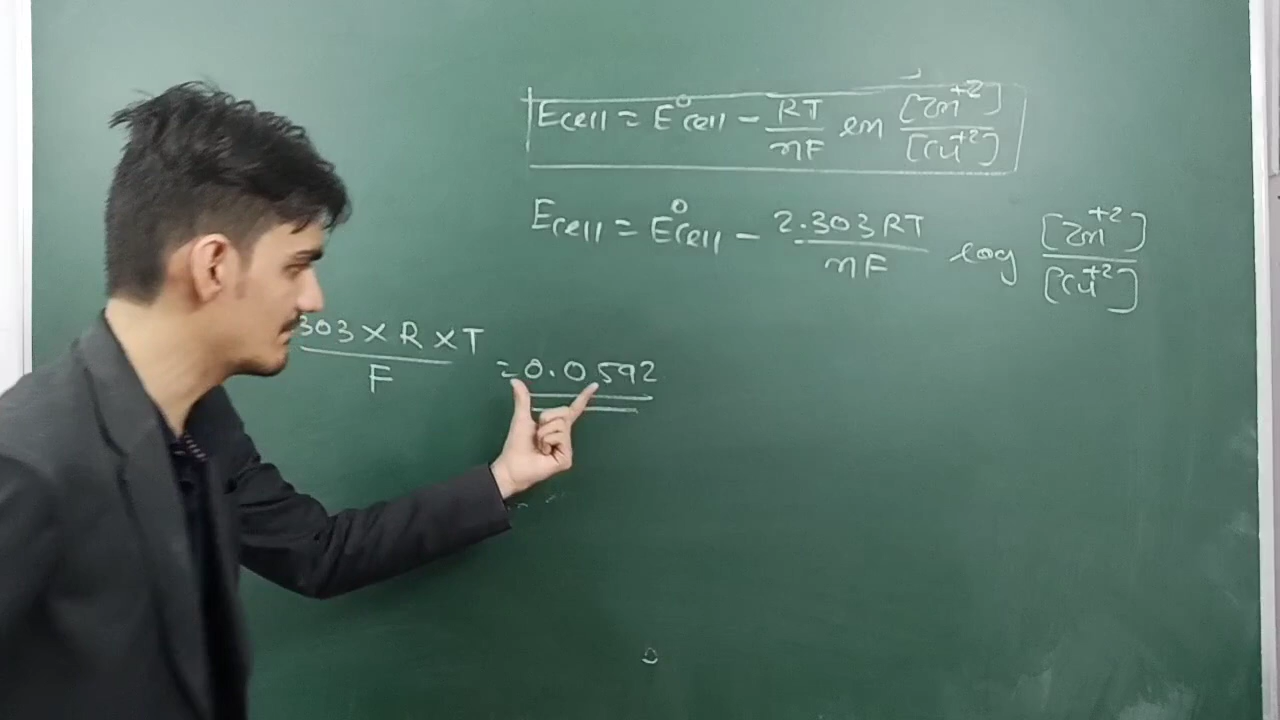 Ecell = E°cell - RT/nF ln [Zn+2]/[Cu+2]
Ecell = E°cell - 2.303RT/nF log [Zn+2]/[Cu+2]
303 × R × T/F = 0.0592